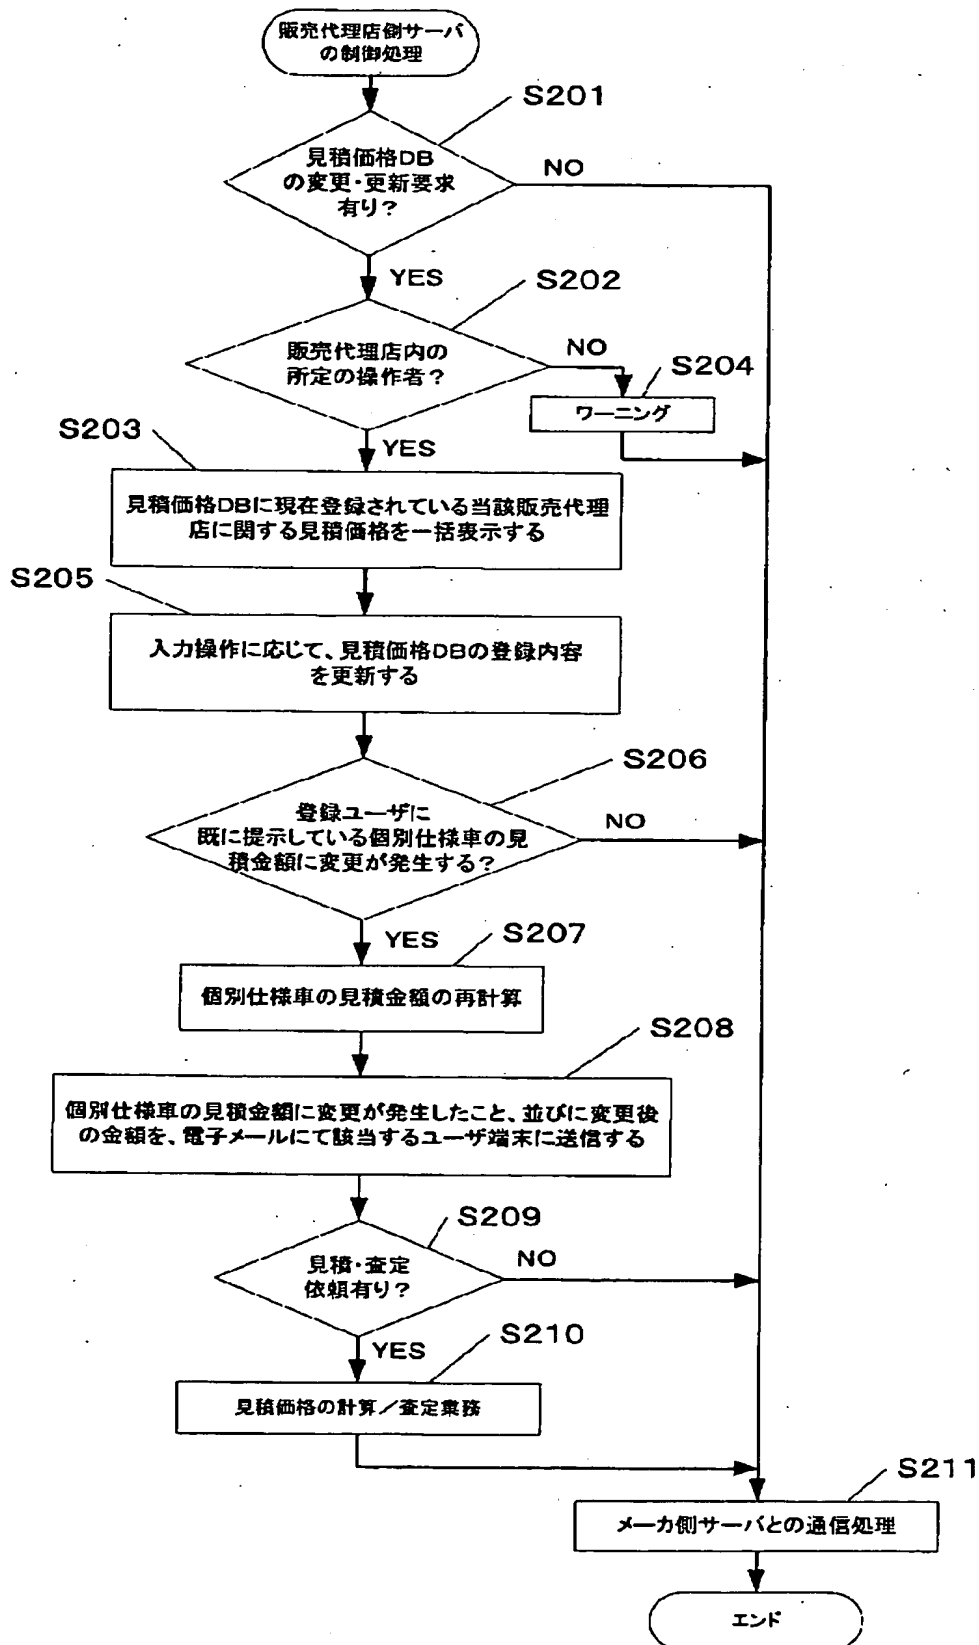 販売代理店側サーバ
の制御処理
S201
見積価格DB
の変更・更新要求
有り?
NO
YES
S202
販売代理店内の
所定の操作者?
NO
S204
ワーニング
S203
YES
見積価格DBに現在登録されている当該販売代理
店に関する見積価格を一括表示する
S205
入力操作に応じて、見積価格DBの登録内容
を更新する
S206
登録ユーザに
既に提示している個別仕様車の見
積金額に変更が発生する?
NO
YES
S207
個別仕様車の見積金額の再計算
S208
個別仕様車の見積金額に変更が発生したこと、並びに変更後
の金額を、電子メールにて該当するユーザ端末に送信する
S209
見積・査定
依頼有り?
NO
YES
S210
見積価格の計算/査定業務
S211
メーカ側サーバとの通信処理
エンド